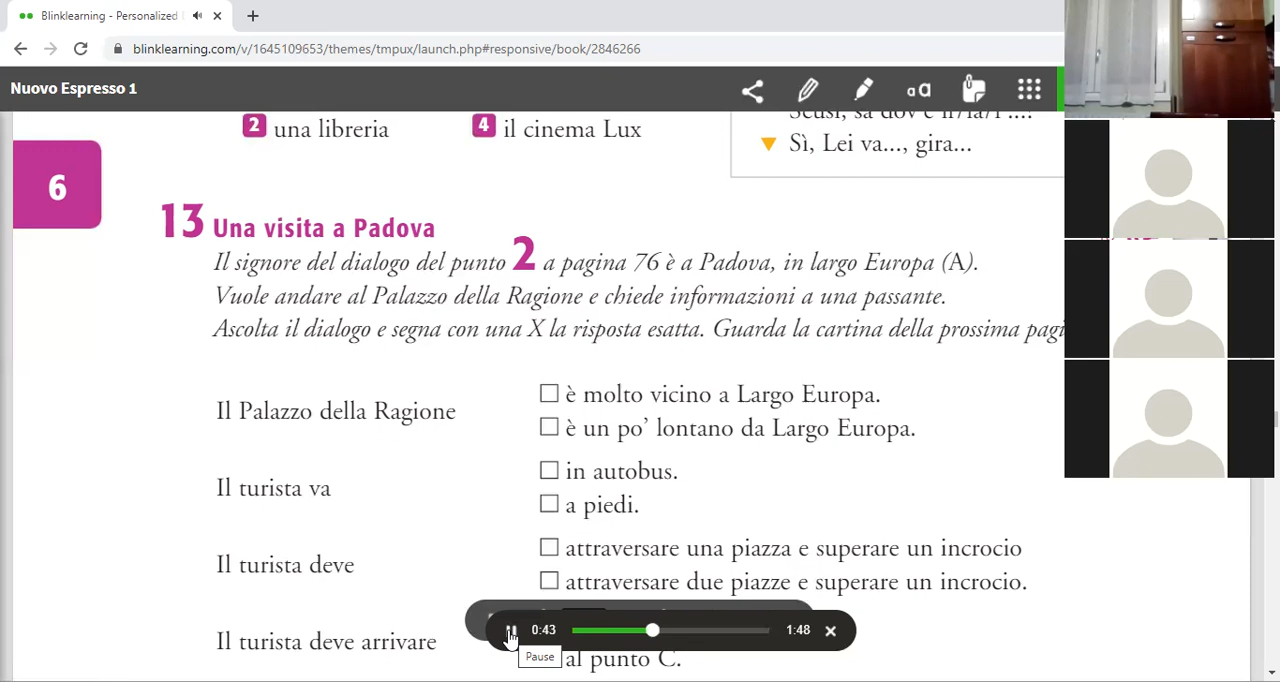 Blinklearning - Personalized
blinklearning.com/v/1645109653/themes/tmpux/launch.php#responsive/book/2846266
Nuovo Espresso 1
aa
2 una libreria
4 il cinema Lux
Scusi, sa dov'è il/la/l'...?
Sì, Lei va..., gira...
6
13 Una visita a Padova
Il signore del dialogo del punto 2 a pagina 76 è a Padova, in largo Europa (A).
Vuole andare al Palazzo della Ragione e chiede informazioni a una passante.
Ascolta il dialogo e segna con una X la risposta esatta. Guarda la cartina della prossima pagi
Il Palazzo della Ragione
è molto vicino a Largo Europa.
è un po' lontano da Largo Europa.
Il turista va
in autobus.
a piedi.
Il turista deve
attraversare una piazza e superare un incrocio
attraversare due piazze e superare un incrocio.
Il turista deve arrivare
al punto C.
0:43
1:48
Pause